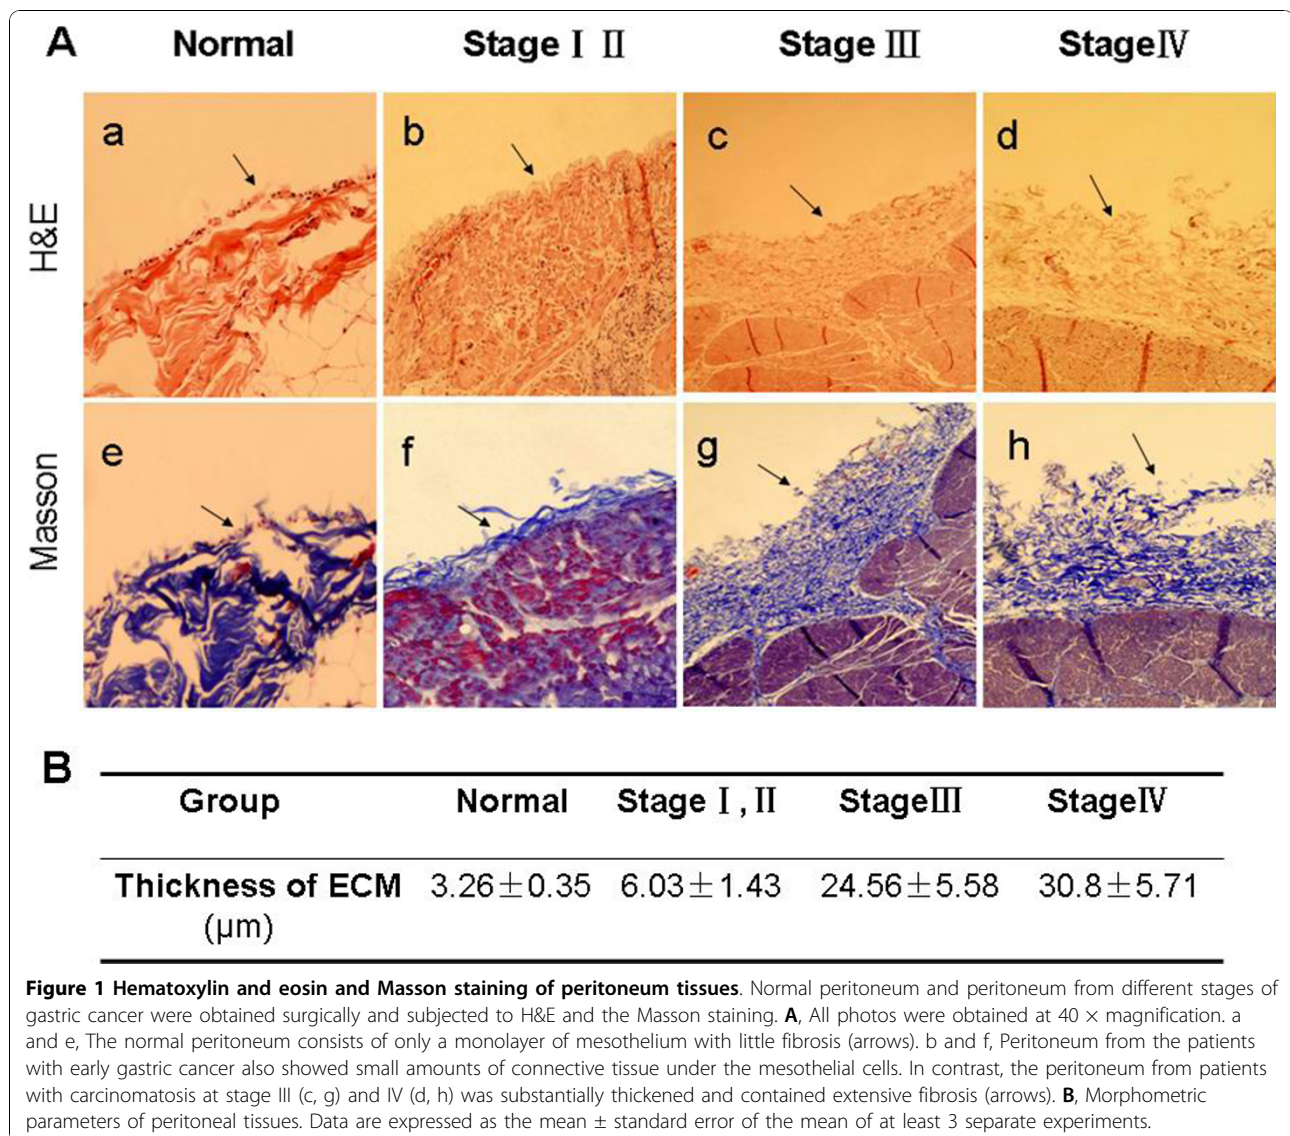 A Normal Stage Ⅰ Ⅱ Stage Ⅲ StageⅣ
H&E
a b c d
Masson
e f g h
B
Group Normal Stage Ⅰ,Ⅱ StageⅢ StageⅣ
Thickness of ECM 3.26±0.35 6.03±1.43 24.56±5.58 30.8±5.71
(μm)
Figure 1 Hematoxylin and eosin and Masson staining of peritoneum tissues. Normal peritoneum and peritoneum from different stages of
gastric cancer were obtained surgically and subjected to H&E and the Masson staining. A, All photos were obtained at 40 × magnification. a
and e, The normal peritoneum consists of only a monolayer of mesothelium with little fibrosis (arrows). b and f, Peritoneum from the patients
with early gastric cancer also showed small amounts of connective tissue under the mesothelial cells. In contrast, the peritoneum from patients
with carcinomatosis at stage III (c, g) and IV (d, h) was substantially thickened and contained extensive fibrosis (arrows). B, Morphometric
parameters of peritoneal tissues. Data are expressed as the mean ± standard error of the mean of at least 3 separate experiments.